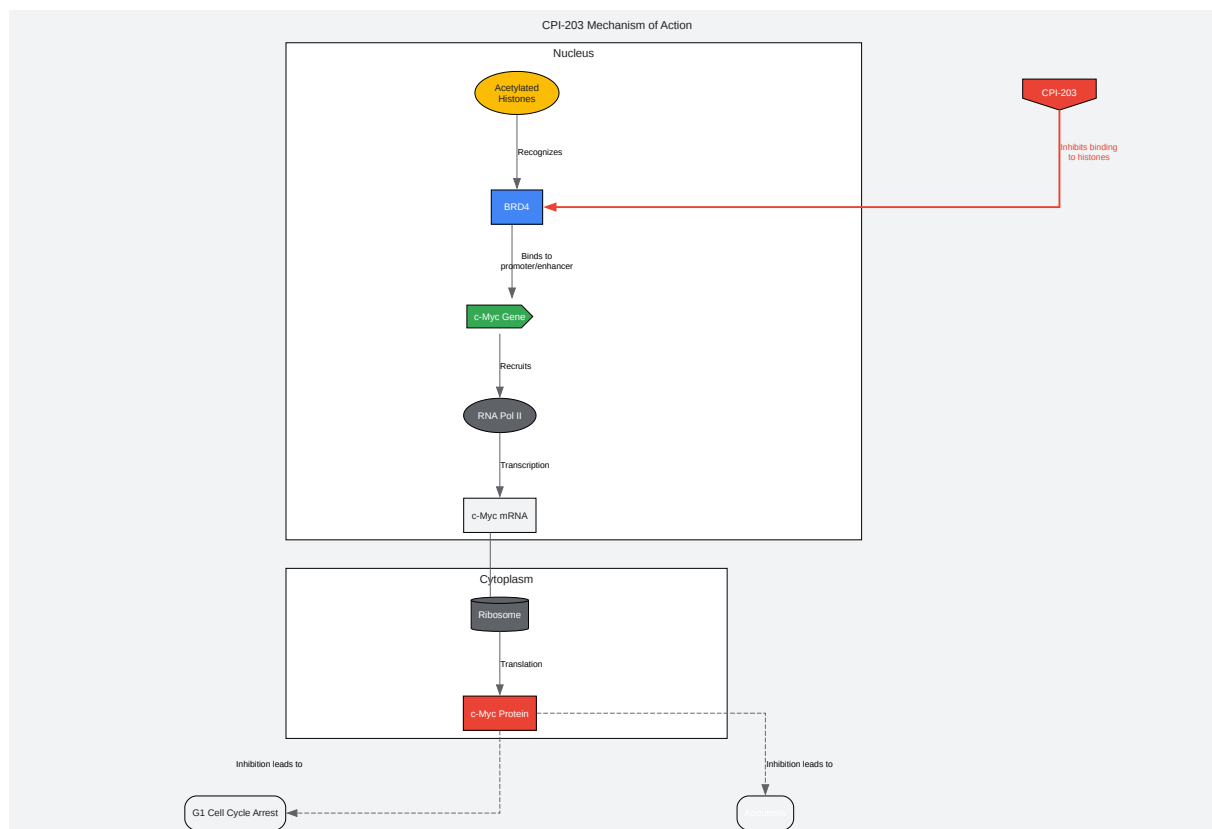 CPI-203 Mechanism of Action
Nucleus
Acetylated
Histones
CPI-203
Recognizes
Inhibits binding
to histones
BRD4
Binds to
promoter/enhancer
c-Myc Gene
Recruits
RNA Pol II
Transcription
c-Myc mRNA
Cytoplasm
Ribosome
Translation
c-Myc Protein
Inhibition leads to
Inhibition leads to
G1 Cell Cycle Arrest